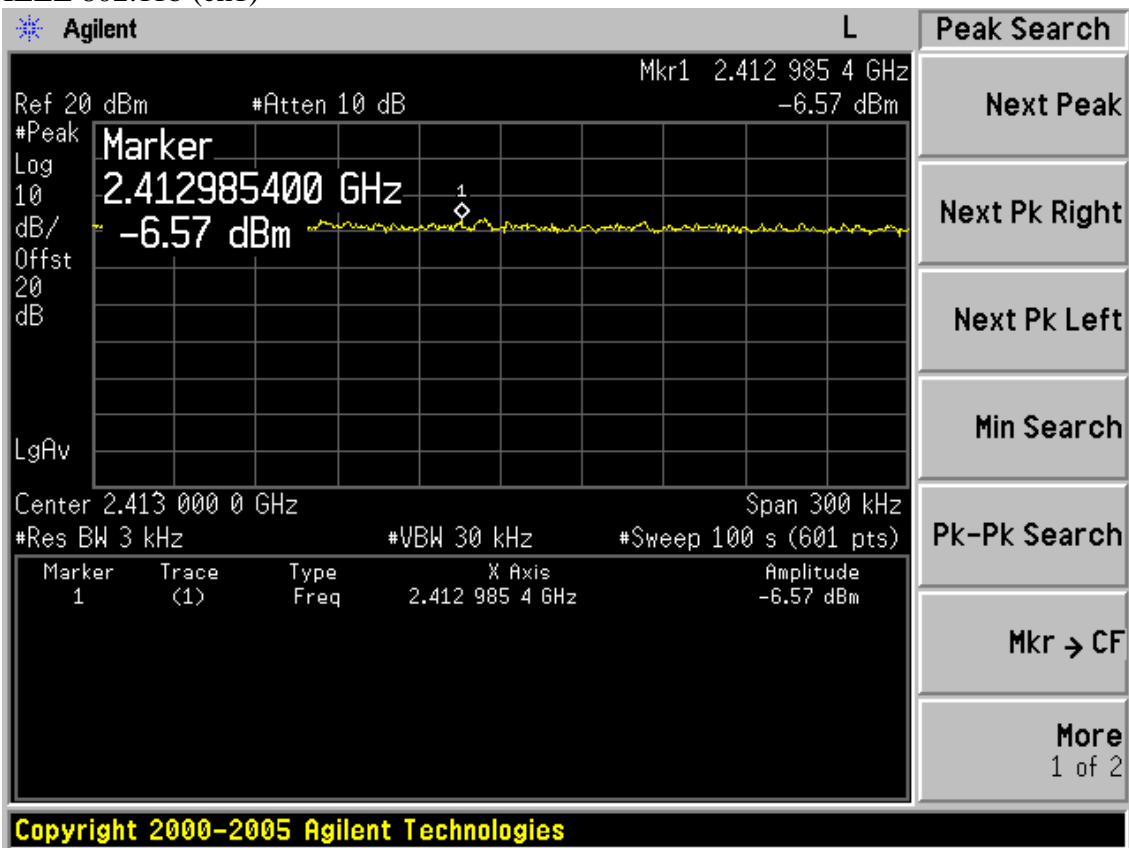 Agilent L Peak Search
Mkr1 2.412 985 4 GHz
Ref 20 dBm #Atten 10 dB -6.57 dBm
#Peak
Log
10
dB/
Offst
20
dB
LgAv
Marker
2.412985400 GHz
-6.57 dBm
1
Center 2.413 000 0 GHz Span 300 kHz
#Res BW 3 kHz #VBW 30 kHz #Sweep 100 s (601 pts)
Marker Trace Type X Axis Amplitude
1 (1) Freq 2.412 985 4 GHz -6.57 dBm
Next Peak
Next Pk Right
Next Pk Left
Min Search
Pk-Pk Search
Mkr → CF
More
1 of 2
Copyright 2000-2005 Agilent Technologies